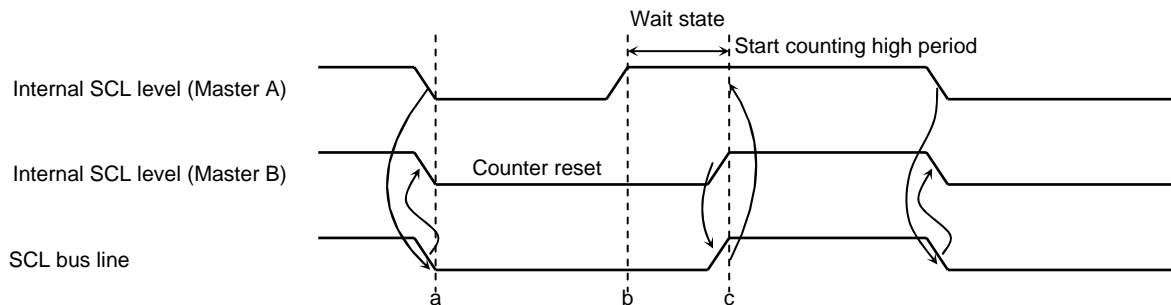 Wait state
Start counting high period
Internal SCL level (Master A)
Internal SCL level (Master B)
Counter reset
SCL bus line
a b c